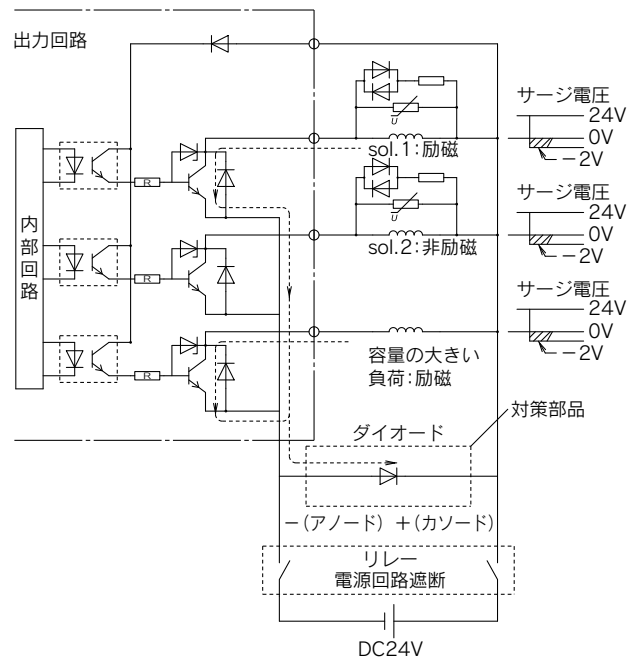 出力回路
内部回路
R
R
R
U
sol.1:励磁
U
sol.2:非励磁
容量の大きい
負荷:励磁
サージ電圧
24V
0V
−2V
サージ電圧
24V
0V
−2V
サージ電圧
24V
0V
−2V
対策部品
ダイオード
−(アノード) +(カソード)
リレー
電源回路遮断
DC24V